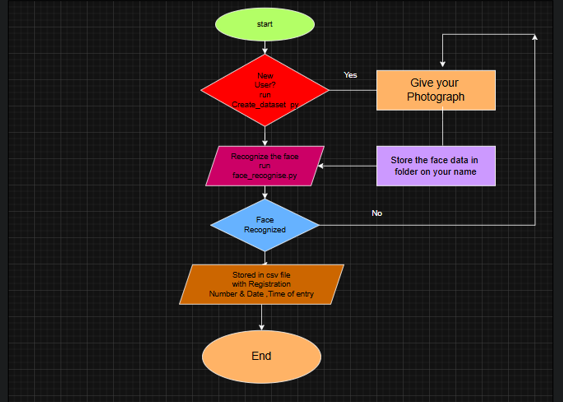 start
New
User?
run
Create_dataset .py
Yes
Give your
Photograph
Recognize the face
run
face_recognise.py
Store the face data in
folder on your name
Face
Recognized
No
Stored in csv file
with Registration
Number & Date ,Time of entry
End